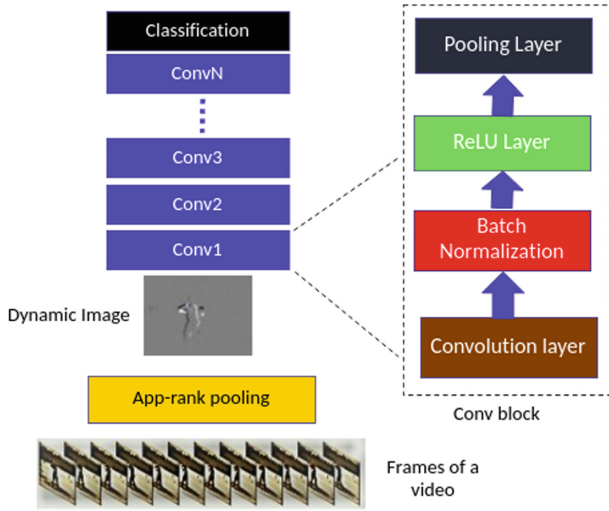 Classification
ConvN
Conv3
Conv2
Conv1
Dynamic Image
App-rank pooling
Frames of a
video
Pooling Layer
ReLU Layer
Batch
Normalization
Convolution layer
Conv block